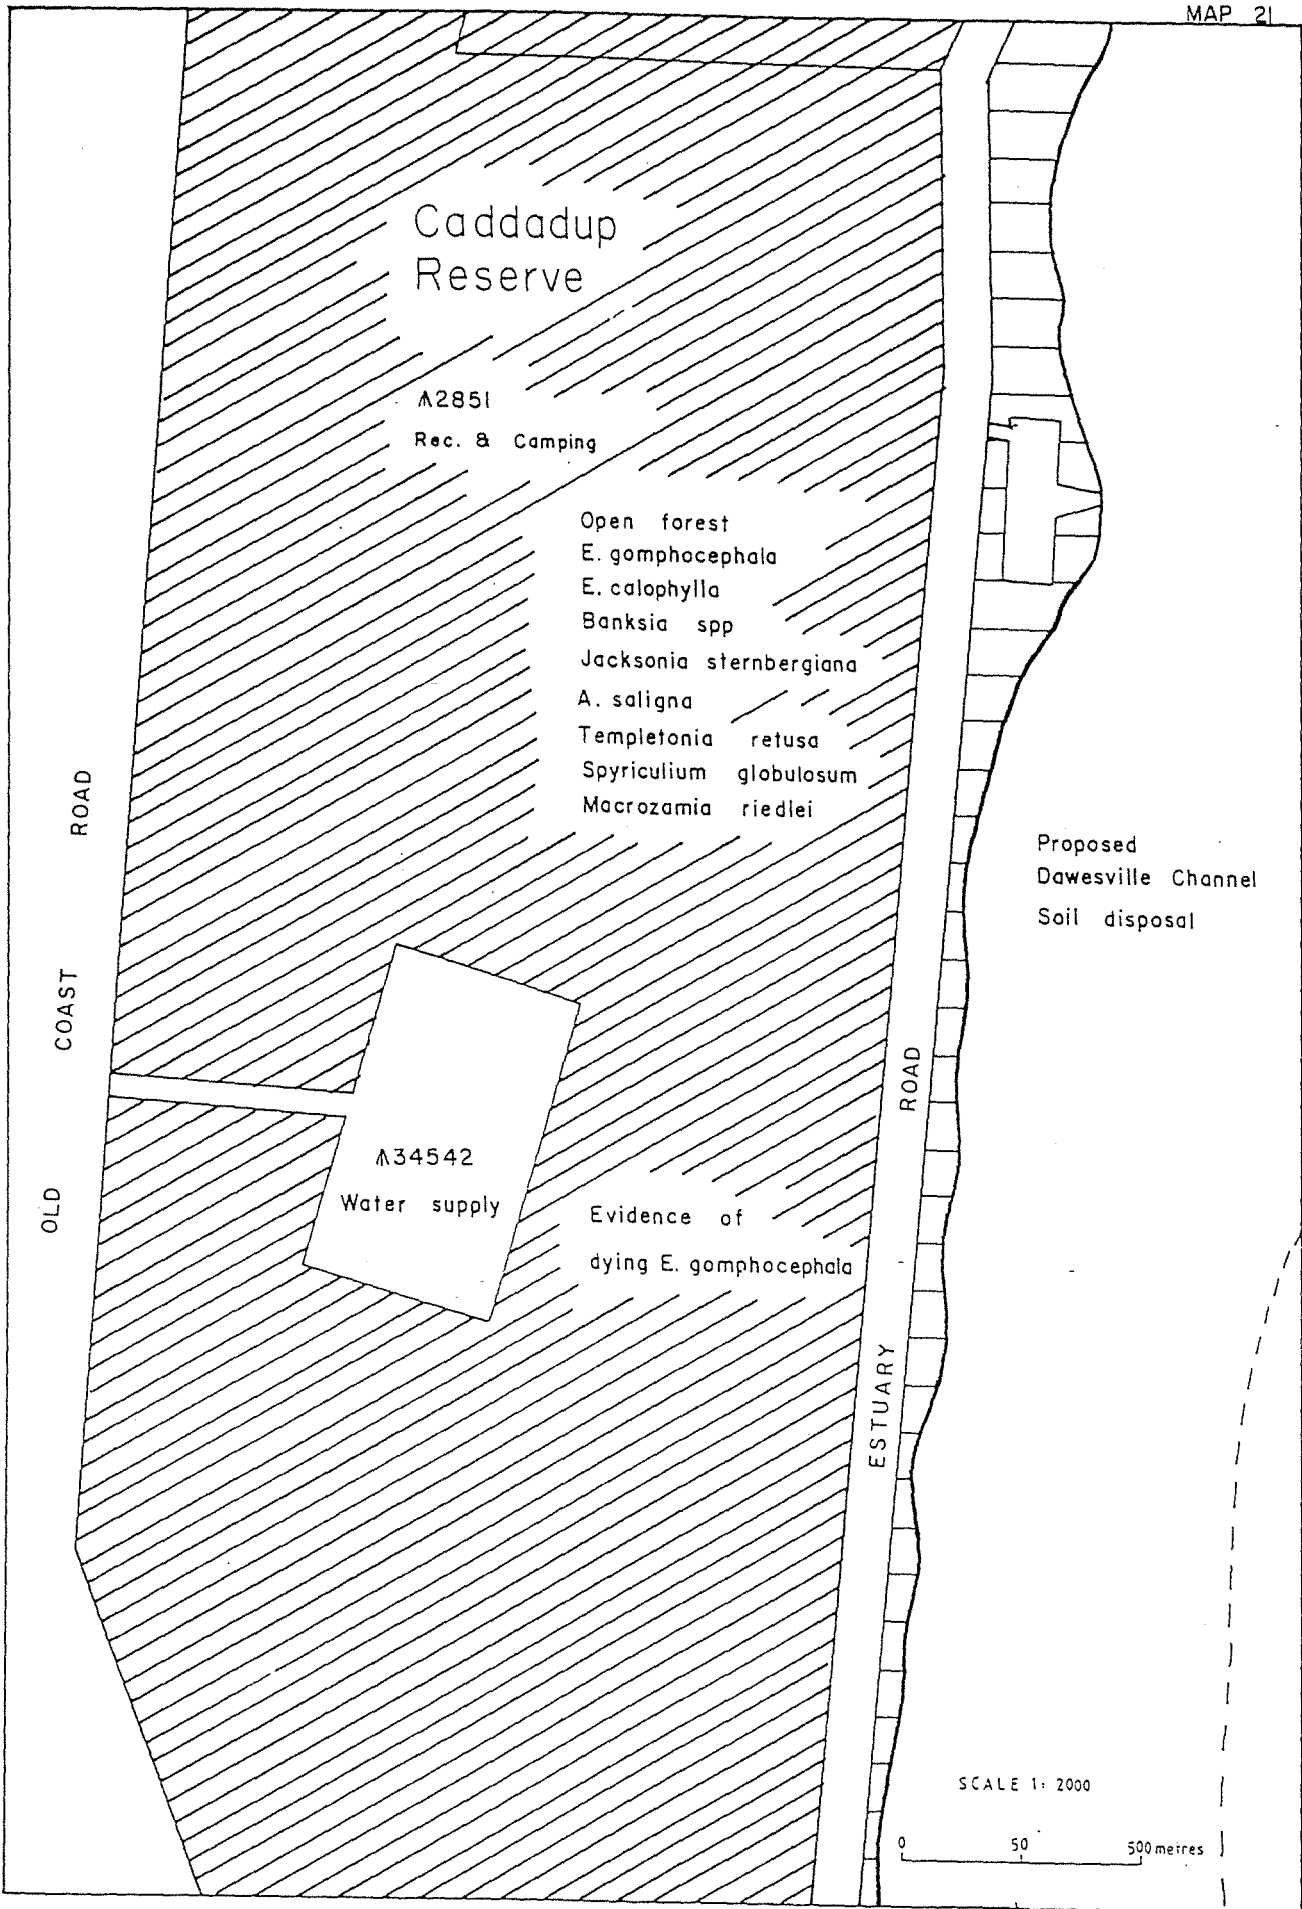 MAP 21
Caddadup
Reserve
2851
Rec. & Camping
Open forest
E. gomphocephala
E. calophylla
Banksia spp
Jacksonia sternbergiana
A. saligna
Templetonia retusa
Spyriculium globulosum
Macrozamia riedlei
Proposed
Dawesville Channel
Soil disposal
OLD COAST ROAD
34542
Water supply
Evidence of
dying E. gomphocephala
ESTUARY ROAD
SCALE 1: 2000
0 50 500 metres